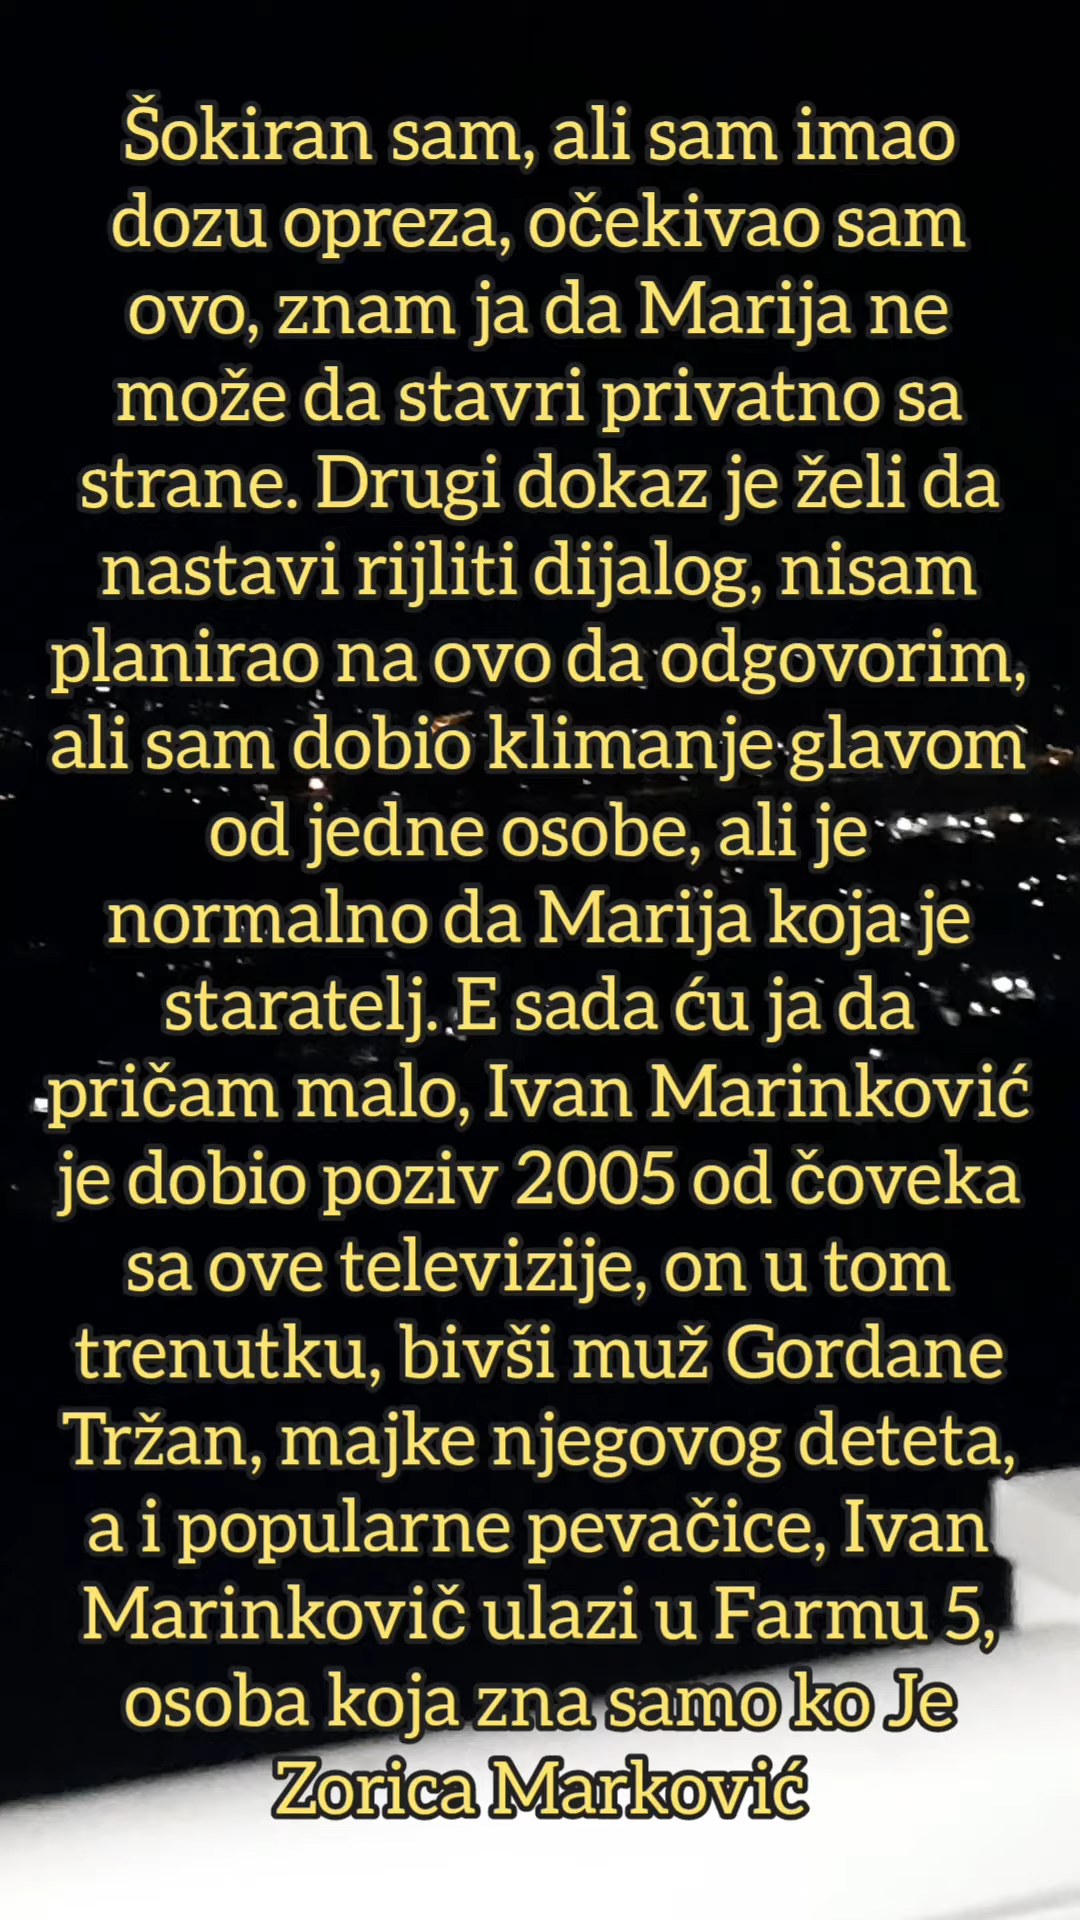 Šokiran sam, ali sam imao
dozu opreza, očekivao sam
ovo, znam ja da Marija ne
može da stavri privatno sa
strane. Drugi dokaz je želi da
nastavi rijliti dijalog, nisam
planirao na ovo da odgovorim,
ali sam dobio klimanje glavom
od jedne osobe, ali je
normalno da Marija koja je
staratelj. E sada ću ja da
pričam malo, Ivan Marinković
je dobio poziv 2005 od čoveka
sa ove televizije, on u tom
trenutku, bivši muž Gordane
Tržan, majke njegovog deteta,
a i popularne pevačice, Ivan
Marinkovič ulazi u Farmu 5,
osoba koja zna samo ko Je
Zorica Marković